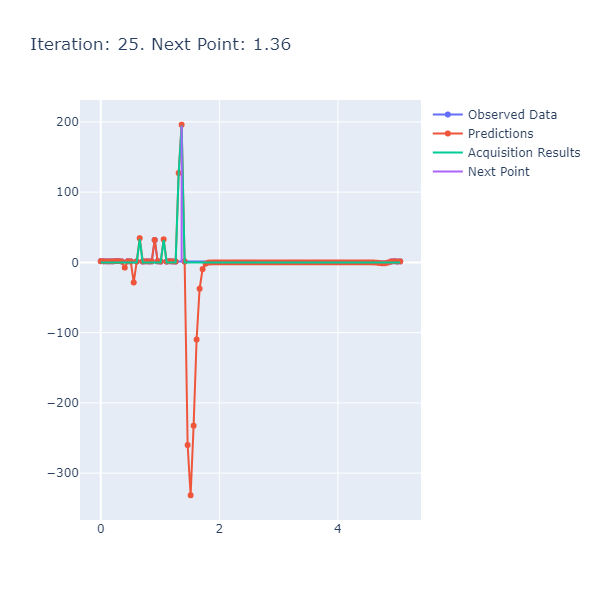 Iteration: 25. Next Point: 1.36
Observed Data
Predictions
Acquisition Results
Next Point
200
100
0
−100
−200
−300
0
2
4